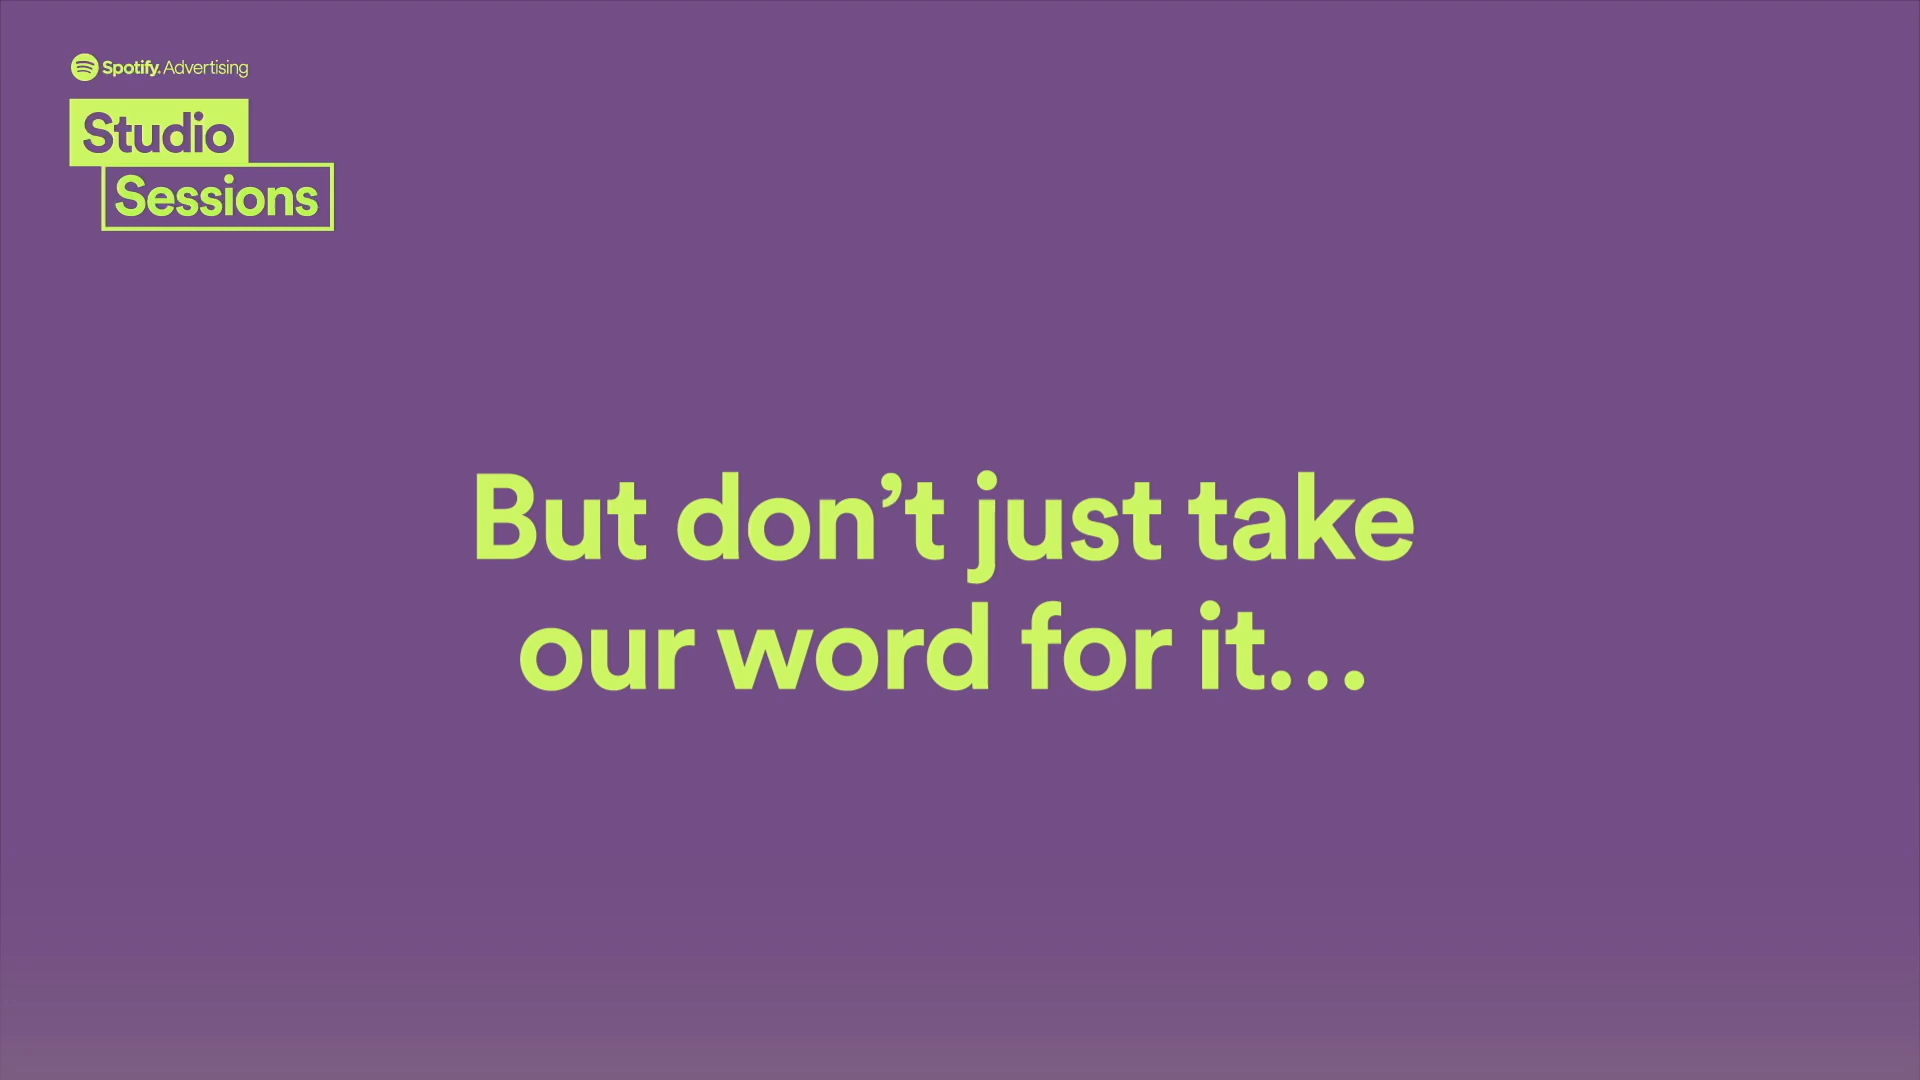 Spotify. Advertising
Studio
Sessions
But don’t just take
our word for it...